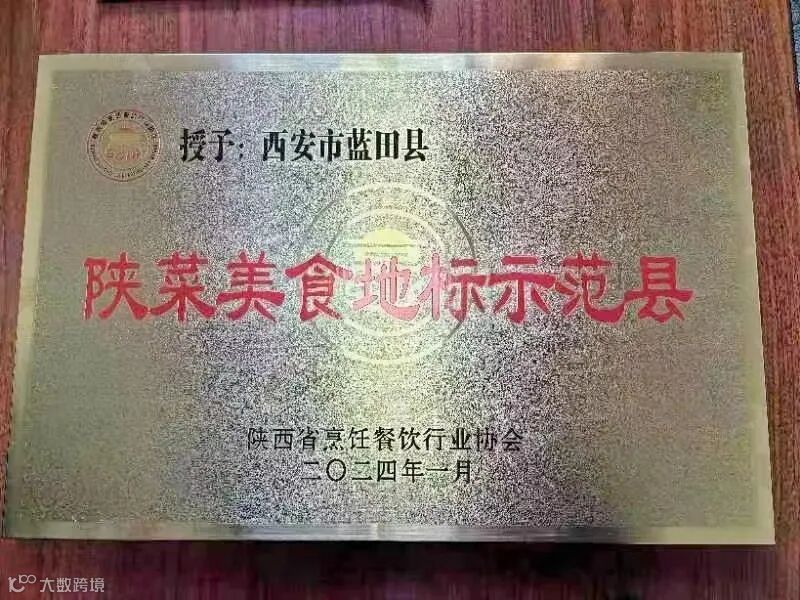 授予：西安市蓝田县
陕菜美食地标示范县
陕西省烹饪餐饮行业协会
二〇二四年一月
大数跨境